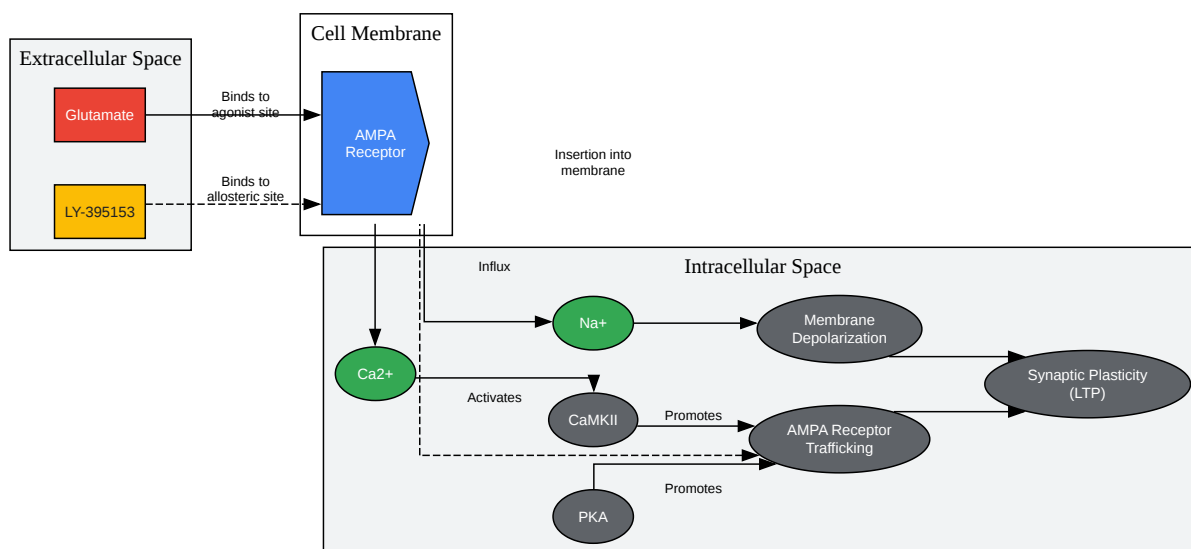 Cell Membrane
Extracellular Space
Glutamate
Binds to
agonist site
AMPA
Receptor
Insertion into
membrane
LY-395153
Binds to
allosteric site
Influx
Intracellular Space
Na+
Membrane
Depolarization
Ca2+
Activates
CaMKII
Promotes
AMPA Receptor
Trafficking
Synaptic Plasticity
(LTP)
Promotes
PKA